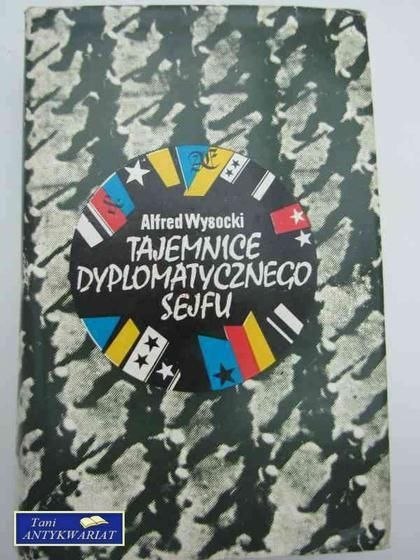 Alfred Wysocki
TAJEMNICE
DYPLOMATYCZNEGO
SEJFU
Tani
ANTYKWARIAT